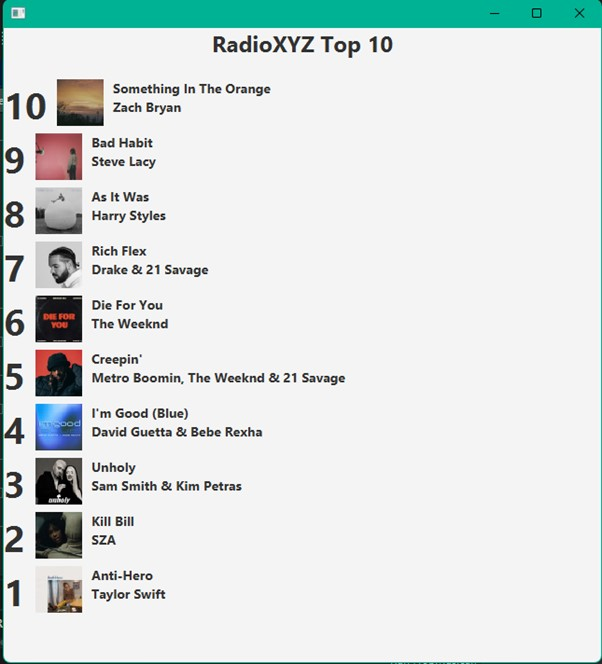 RadioXYZ Top 10
10
Something In The Orange
Zach Bryan
9
Bad Habit
Steve Lacy
8
As It Was
Harry Styles
7
Rich Flex
Drake & 21 Savage
6
DIE FOR
YOU
Die For You
The Weeknd
5
Creepin'
Metro Boomin, The Weeknd & 21 Savage
4
i'm good
I'm Good (Blue)
David Guetta & Bebe Rexha
3
unholy
Unholy
Sam Smith & Kim Petras
2
Kill Bill
SZA
1
Anti-Hero
Taylor Swift